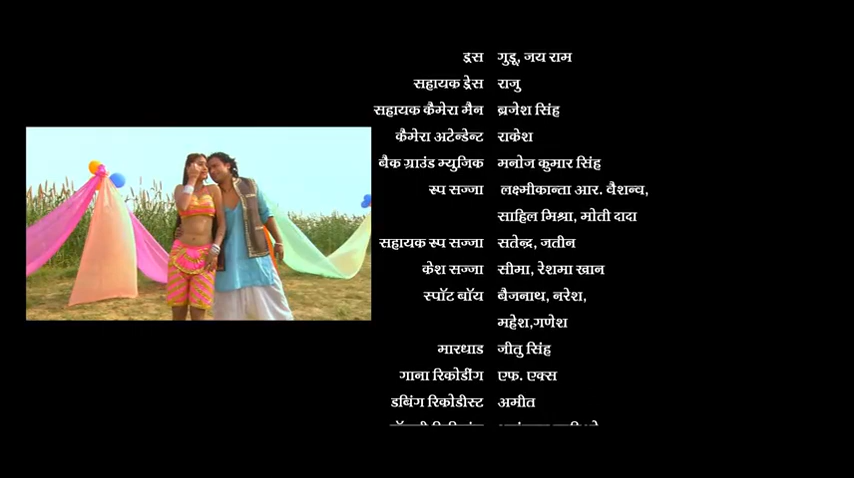 ड्रस गुड्डू, जय राम
सहायक ड्रेस राजु
सहायक कैमेरा मैन ब्रजेश सिंह
कैमेरा अटेन्डेन्ट राकेश
बैक ग्राउंड म्युजिक मनोज कुमार सिंह
रूप सज्जा लक्ष्मीकान्ता आर. वैशन्व,
साहिल मिश्रा, मोती दादा
सहायक रूप सज्जा सतेन्द्र, जतीन
केश सज्जा सीमा, रेशमा खान
स्पॉट बॉय बैजनाथ, नरेश,
महेश,गणेश
मारधाड जीतु सिंह
गाना रिकोर्डींग एफ. एक्स
डबिंग रिकोर्डीस्ट अमीत